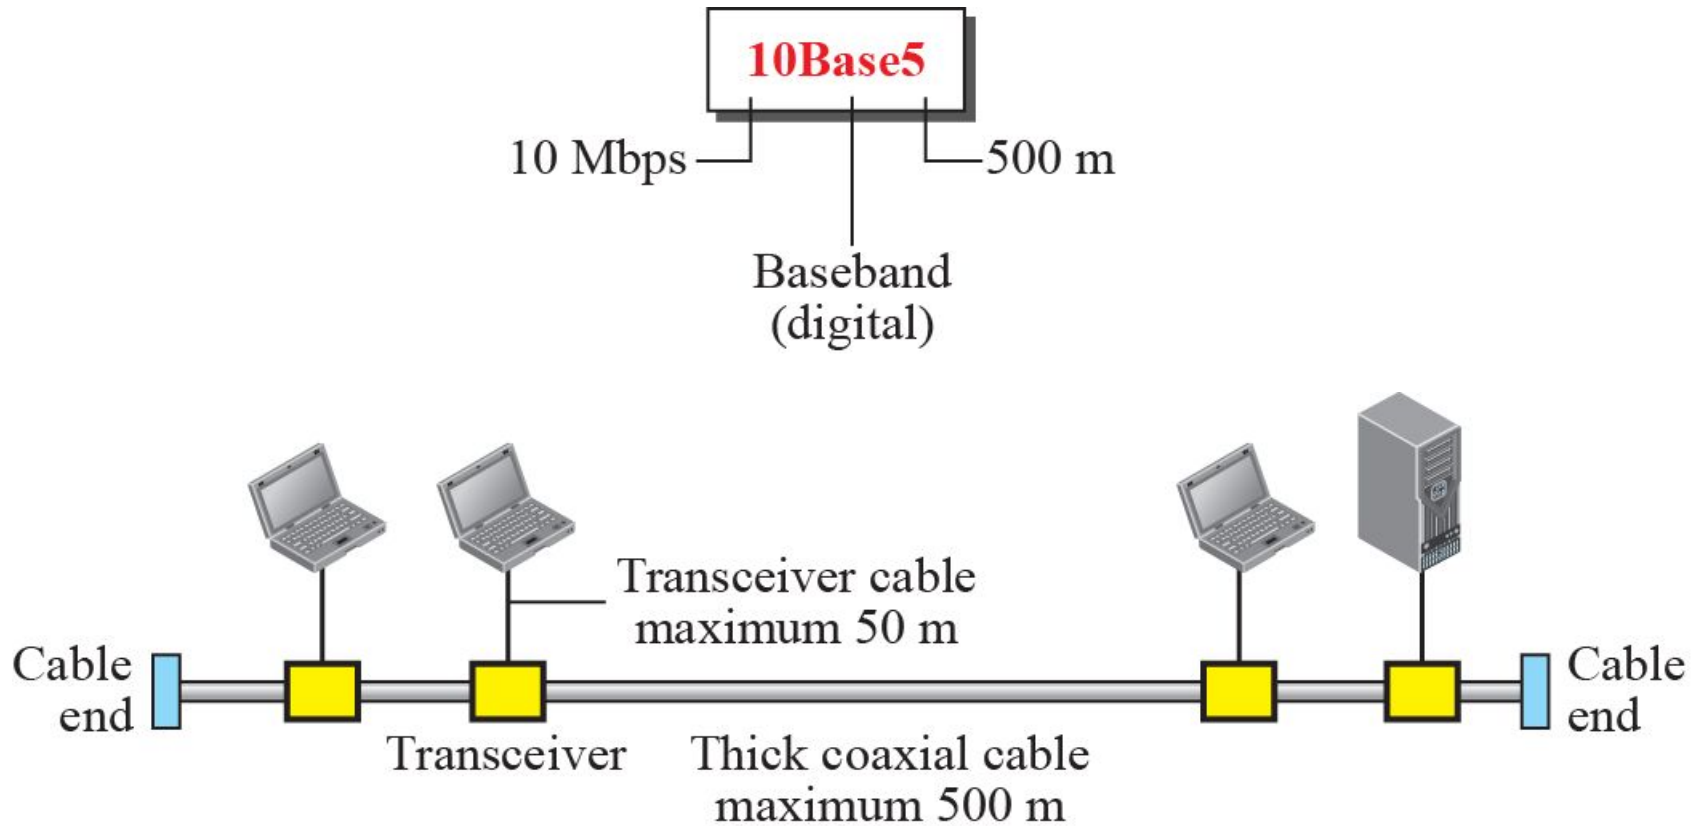 10Base5
10 Mbps
500 m
Baseband
(digital)
Transceiver cable
maximum 50 m
Cable
end
Cable
end
Transceiver
Thick coaxial cable
maximum 500 m